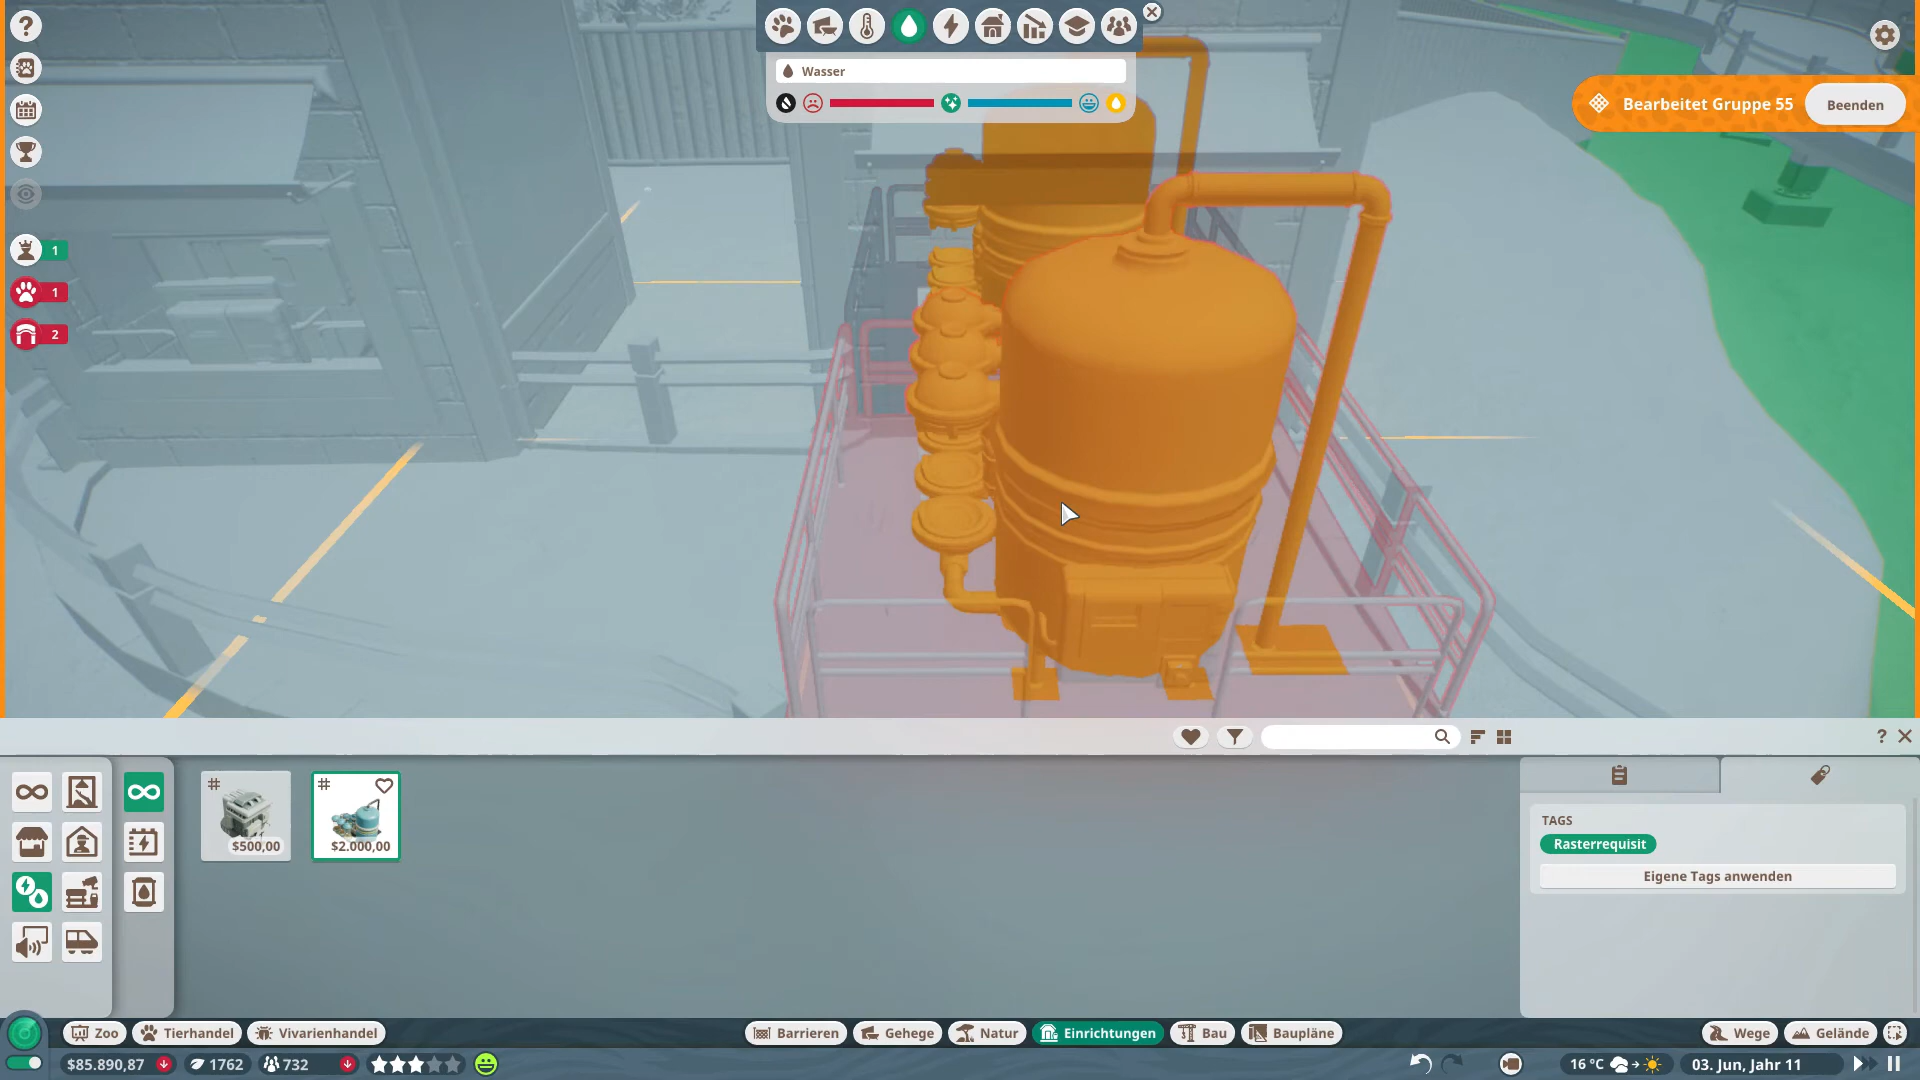 Wasser
Bearbeitet Gruppe 55
Beenden
1
1
2
$500,00
$2.000,00
TAGS
Rasterrequisit
Eigene Tags anwenden
Zoo
Tierhandel
Vivarienhandel
Barrieren
Gehege
Natur
Einrichtungen
Bau
Baupläne
Wege
Gelände
$85.890,87
1762
732
16 °C
03. Jun, Jahr 11